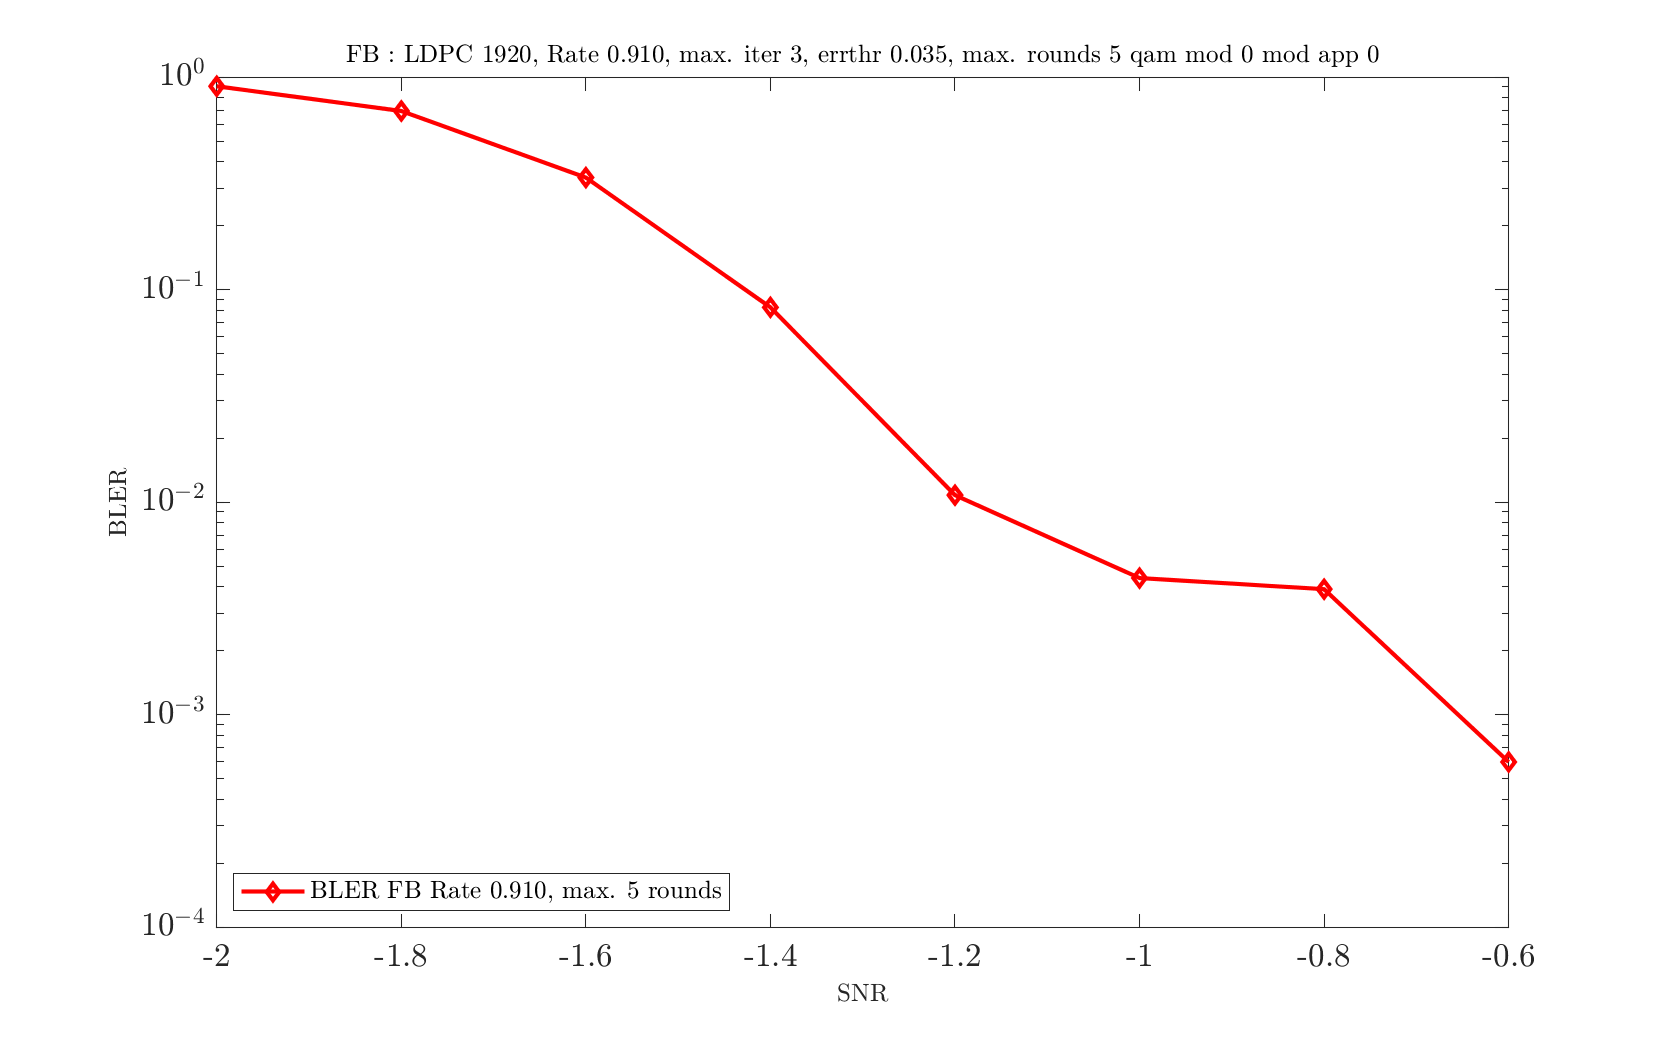 FB : LDPC 1920, Rate 0.910, max. iter 3, errthr 0.035, max. rounds 5 qam mod 0 mod app 0
10^0
10^-1
10^-2
10^-3
10^-4
BLER
BLER FB Rate 0.910, max. 5 rounds
-2 -1.8 -1.6 -1.4 -1.2 -1 -0.8 -0.6
SNR